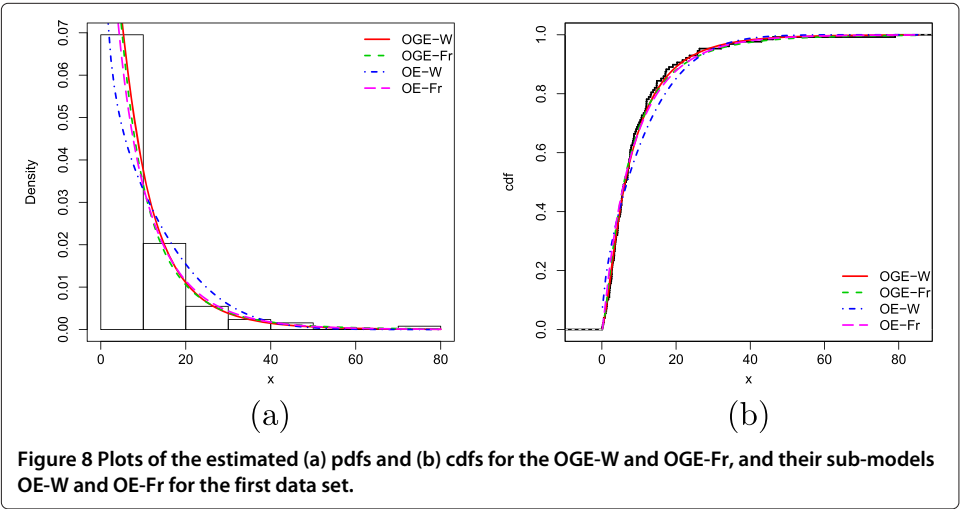 0.07
0.06
0.05
0.04
0.03
0.02
0.01
0.00
Density
0 20 40 60 80
x
OGE−W
OGE−Fr
OE−W
OE−Fr
(a)
1.0
0.8
0.6
0.4
0.2
0.0
cdf
0 20 40 60 80
x
OGE−W
OGE−Fr
OE−W
OE−Fr
(b)
Figure 8 Plots of the estimated (a) pdfs and (b) cdfs for the OGE-W and OGE-Fr, and their sub-models
OE-W and OE-Fr for the first data set.